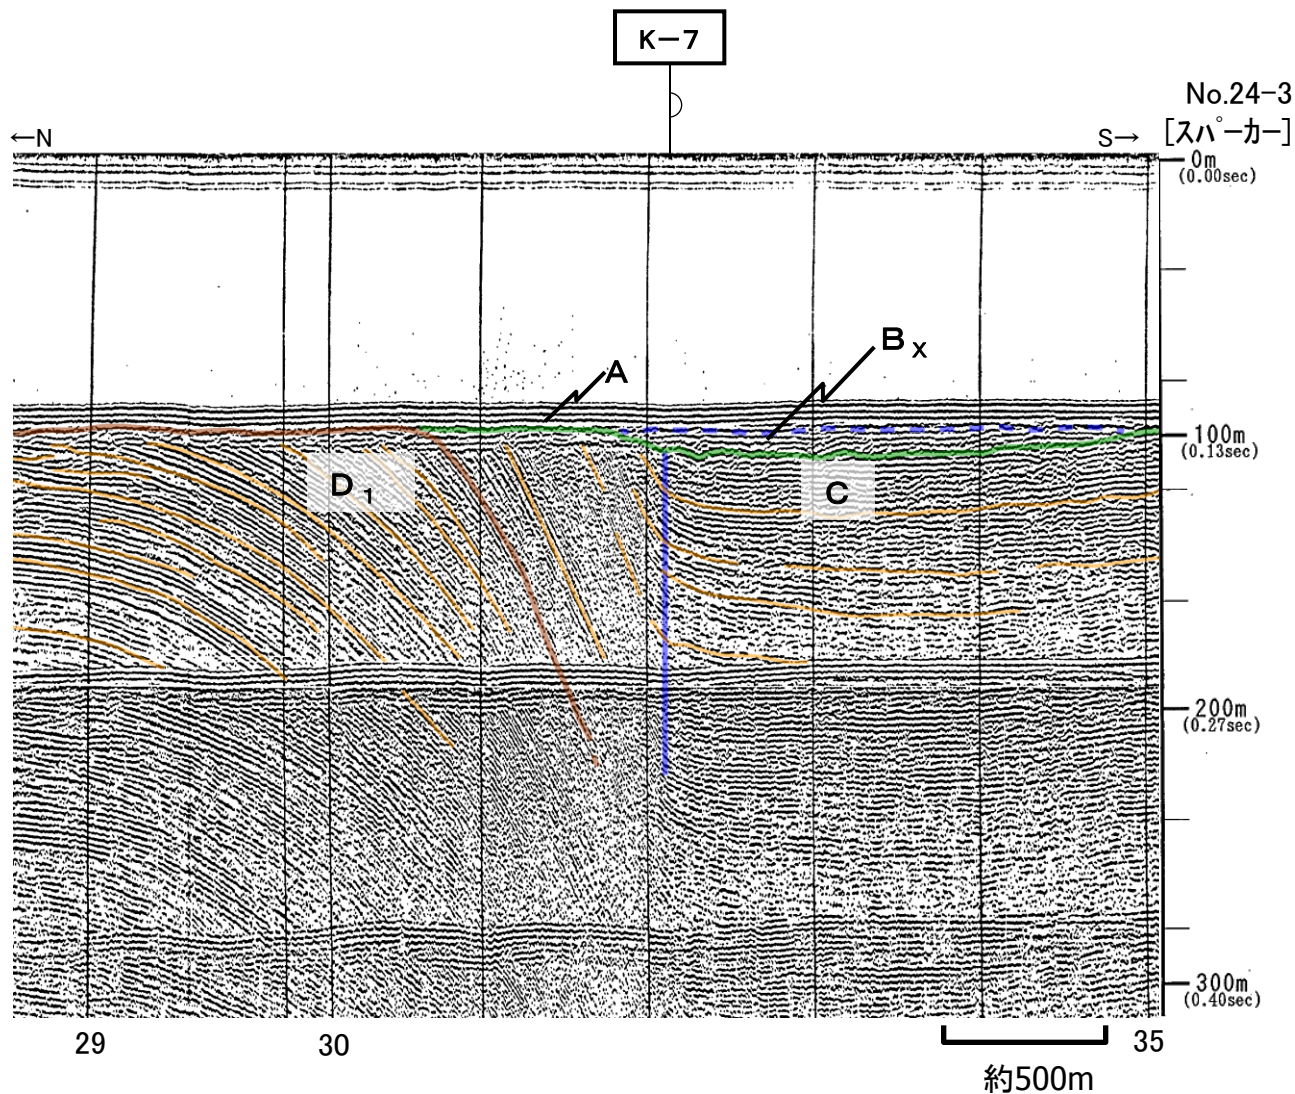 K−7
No.24-3
[スパーカー]
←N
S→
0m
(0.00sec)
A
Bx
100m
(0.13sec)
D1
C
200m
(0.27sec)
300m
(0.40sec)
29
30
35
約500m